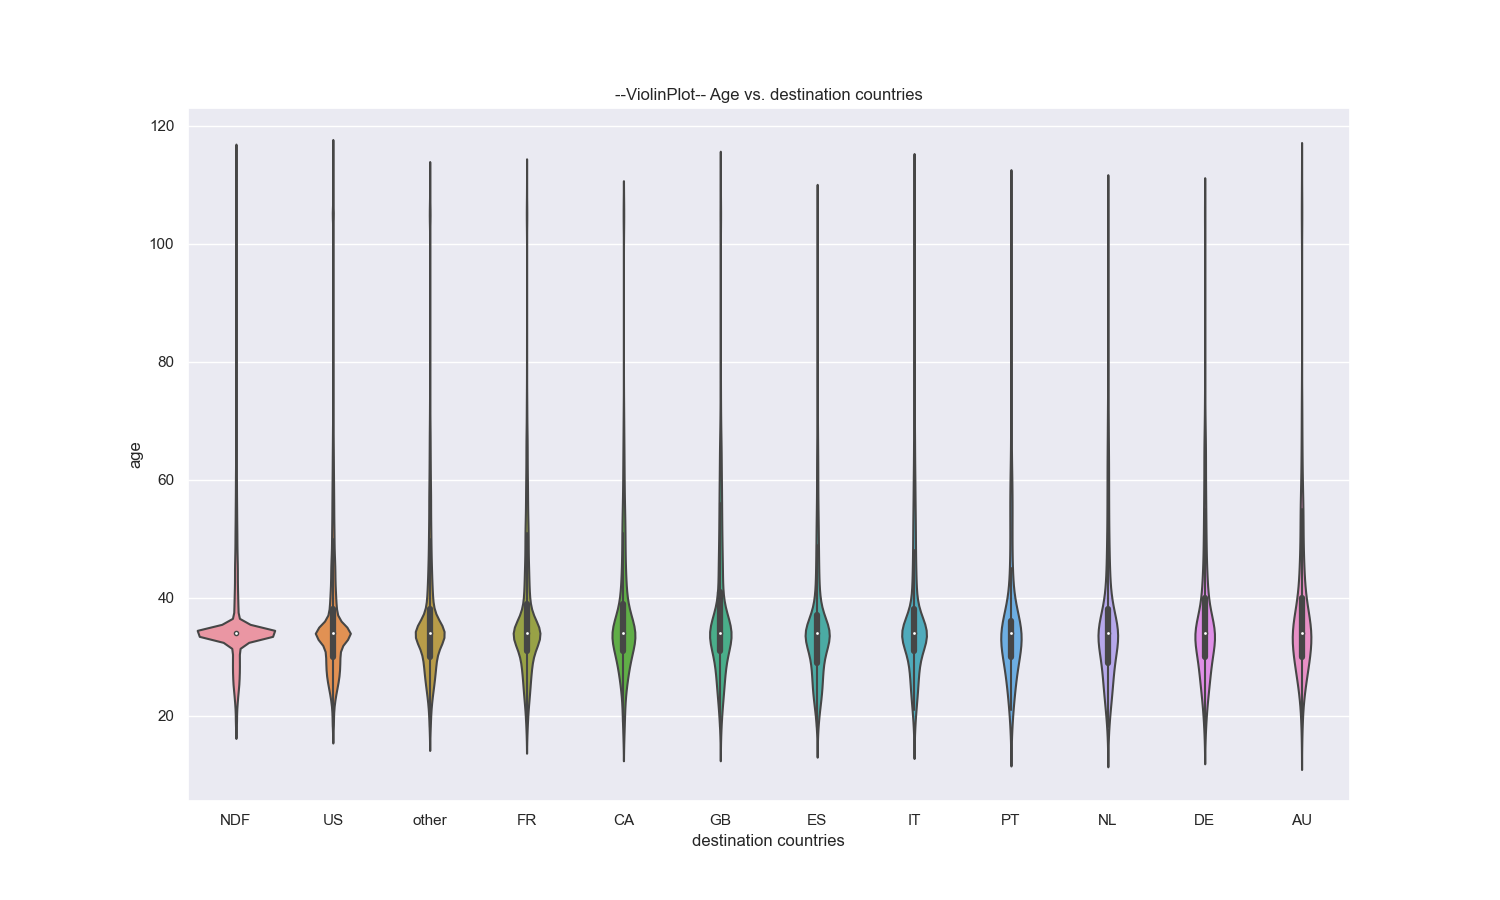 --ViolinPlot-- Age vs. destination countries
120
100
80
60
40
20
age
NDF US other FR CA GB ES IT PT NL DE AU
destination countries